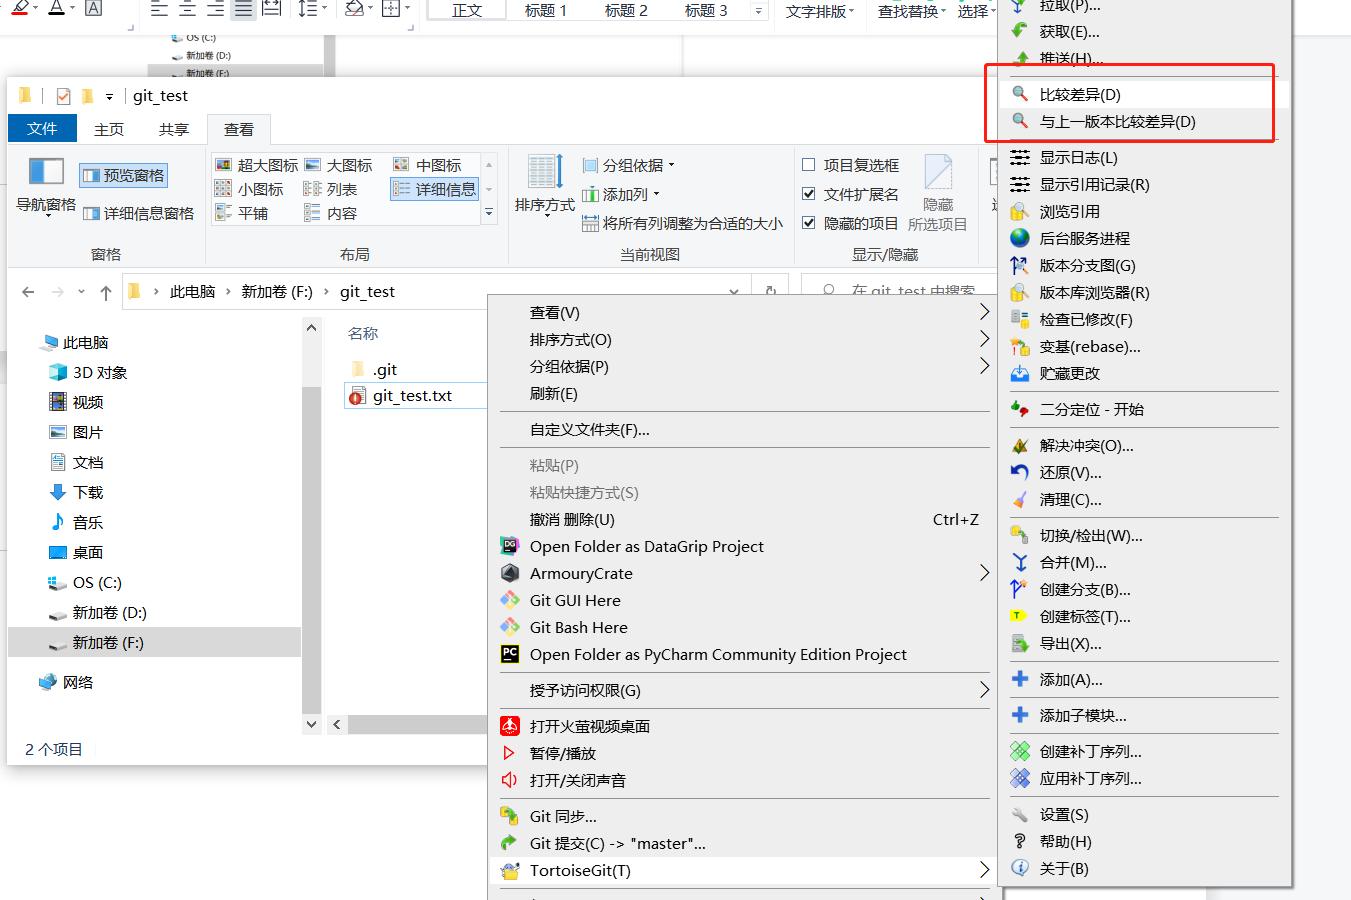 正文 标题 1 标题 2 标题 3 文字排版 查找替换 选择
OS (C:)
新加卷 (D:)
新加卷 (F:)
git_test
文件 主页 共享 查看
导航窗格
预览窗格
详细信息窗格
窗格
超大图标 大图标 中图标
小图标 列表 详细信息
平铺 内容
布局
排序方式
分组依据
添加列
将所有列调整为合适的大小
当前视图
项目复选框
文件扩展名
隐藏的项目
隐藏
所选项目
显示/隐藏
此电脑 新加卷 (F:) git_test
在 git_test 中搜索
此电脑
3D 对象
视频
图片
文档
下载
音乐
桌面
OS (C:)
新加卷 (D:)
新加卷 (F:)
网络
2 个项目
名称
.git
git_test.txt
查看(V)
排序方式(O)
分组依据(P)
刷新(E)
自定义文件夹(F)...
粘贴(P)
粘贴快捷方式(S)
撤消 删除(U) Ctrl+Z
Open Folder as DataGrip Project
ArmouryCrate
Git GUI Here
Git Bash Here
Open Folder as PyCharm Community Edition Project
授予访问权限(G)
打开火萤视频桌面
暂停/播放
打开/关闭声音
Git 同步...
Git 提交(C) -> "master"...
TortoiseGit(T)
拉取(P)...
获取(E)...
推送(H)...
比较差异(D)
与上一版本比较差异(D)
显示日志(L)
显示引用记录(R)
浏览引用
后台服务进程
版本分支图(G)
版本库浏览器(R)
检查已修改(F)
变基(rebase)...
贮藏更改
二分定位 - 开始
解决冲突(O)...
还原(V)...
清理(C)...
切换/检出(W)...
合并(M)...
创建分支(B)...
创建标签(T)...
导出(X)...
添加(A)...
添加子模块...
创建补丁序列...
应用补丁序列...
设置(S)
帮助(H)
关于(B)